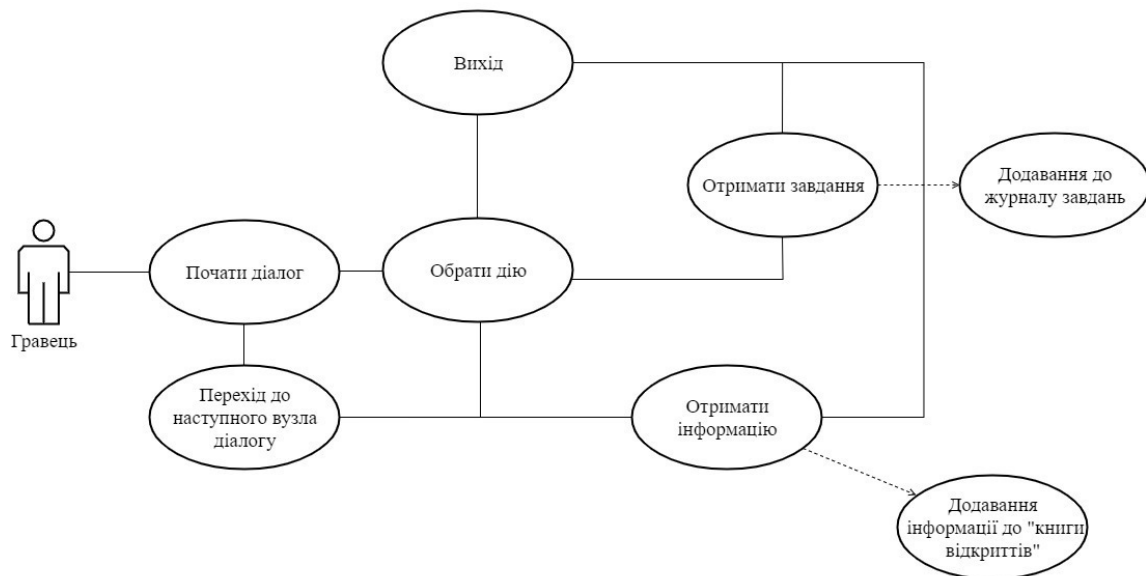 Вихід
Отримати завдання
Додавання до
журналу завдань
Почати діалог
Обрати дію
Гравець
Перехід до
наступного вузла
діалогу
Отримати
інформацію
Додавання
інформації до "книги
відкриттів"